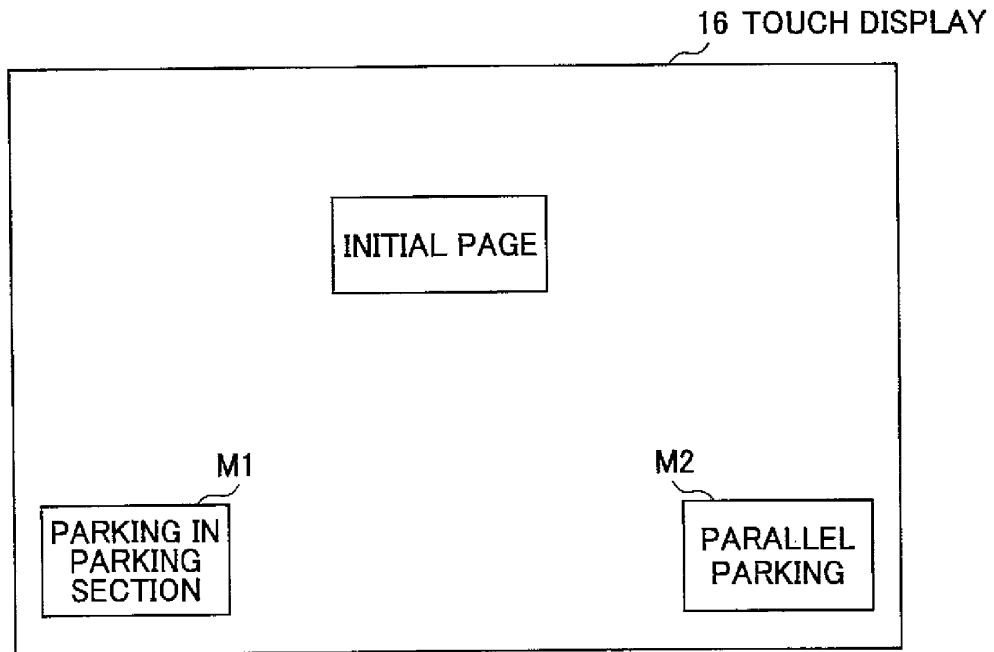 16 TOUCH DISPLAY
INITIAL PAGE
M1
M2
PARKING IN
PARKING
SECTION
PARALLEL
PARKING